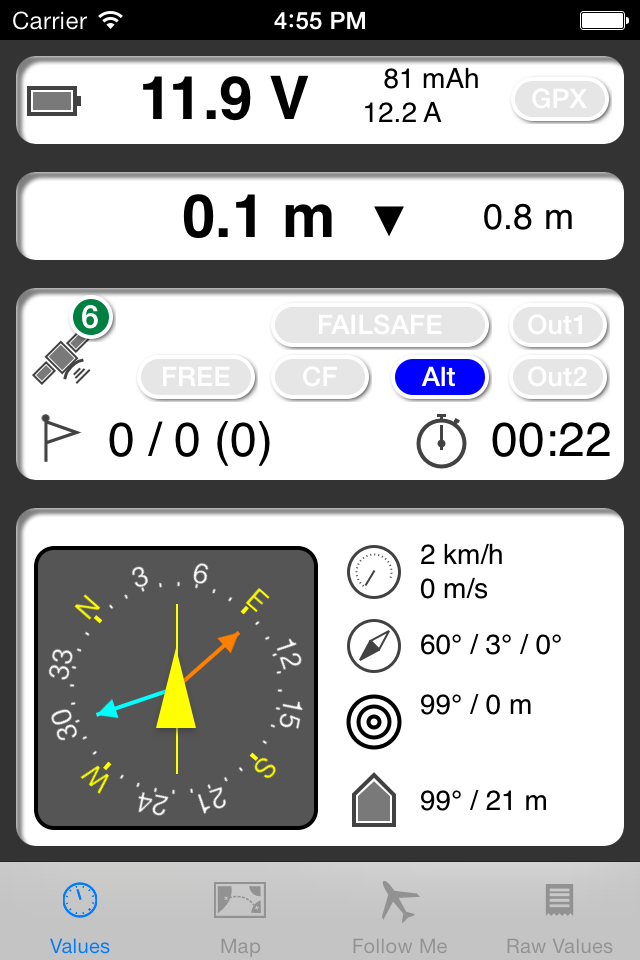 Carrier 4:55 PM
11.9 V
81 mAh
12.2 A
GPX
0.1 m ▼ 0.8 m
6
FAILSAFE Out1
FREE CF Alt Out2
0 / 0 (0) 00:22
N 3 6 E 12 15 S 21 24 W 30 33
2 km/h
0 m/s
60° / 3° / 0°
99° / 0 m
99° / 21 m
Values Map Follow Me Raw Values